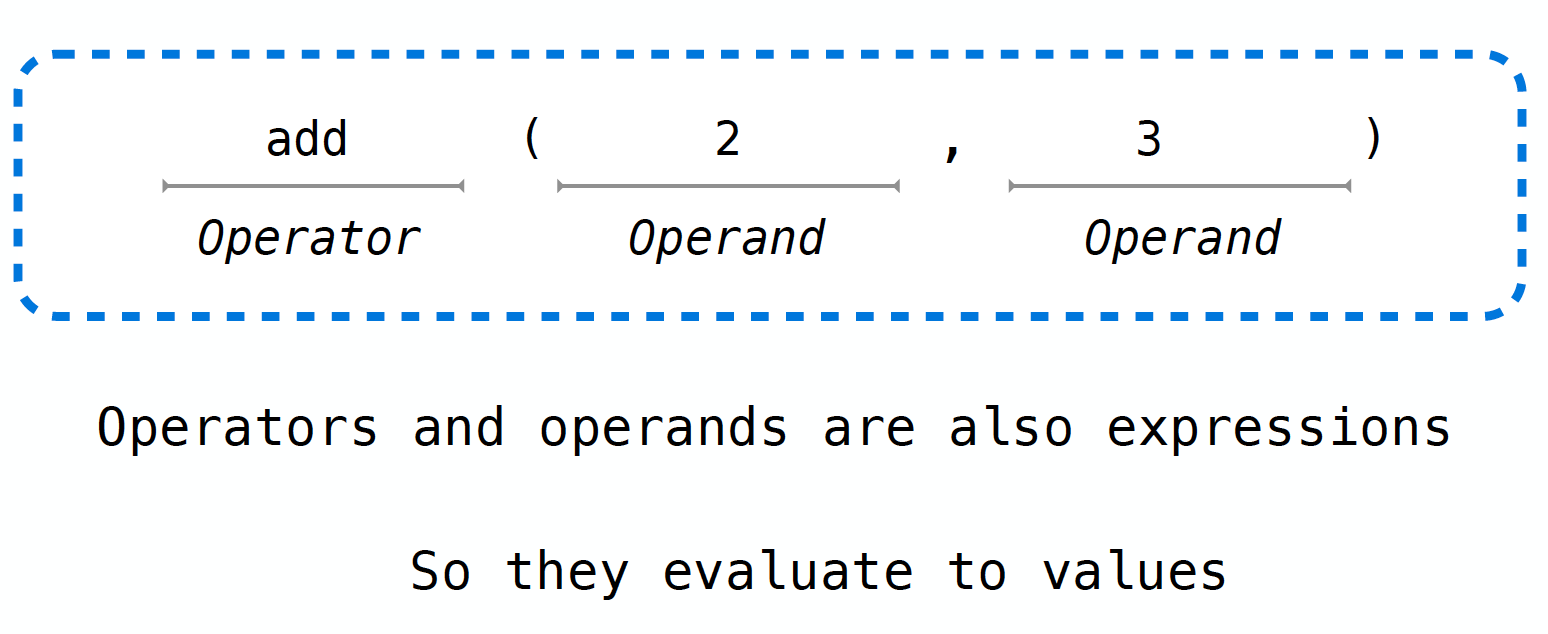 add ( 2 , 3 )
Operator Operand Operand
Operators and operands are also expressions
So they evaluate to values